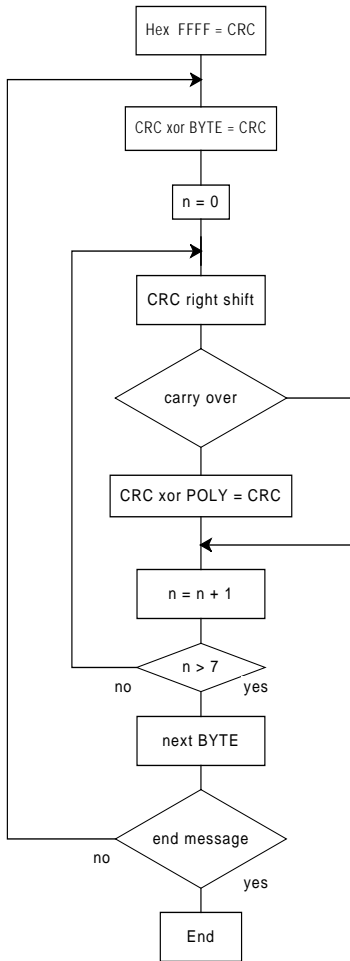 Hex FFFF = CRC
CRC xor BYTE = CRC
n = 0
CRC right shift
carry over
CRC xor POLY = CRC
n = n + 1
n > 7
no
yes
next BYTE
end message
no
yes
End